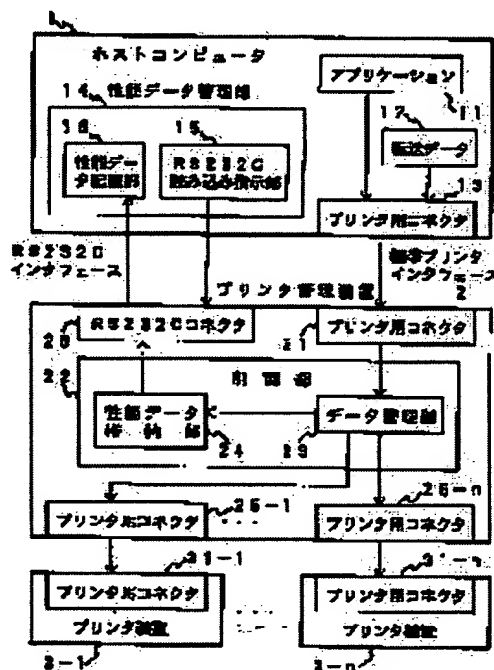 1
ホストコンピュータ
アプリケーション
11
14 性能データ管理部
16
15
17
転送データ
性能データ
配置部
RS232C
読み込み指示部
13
プリンタ用コネクタ
RS232C
インタフェース
標準プリンタ
インタフェース
2
プリンタ管理装置
RS232Cコネクタ
プリンタ用コネクタ
20
21
22
制御部
性能データ
格納部
データ管理部
24
23
25-1
25-n
プリンタ用コネクタ
プリンタ用コネクタ
31-1
31-n
プリンタ用コネクタ
プリンタ用コネクタ
プリンタ装置
プリンタ装置
3-1
3-n